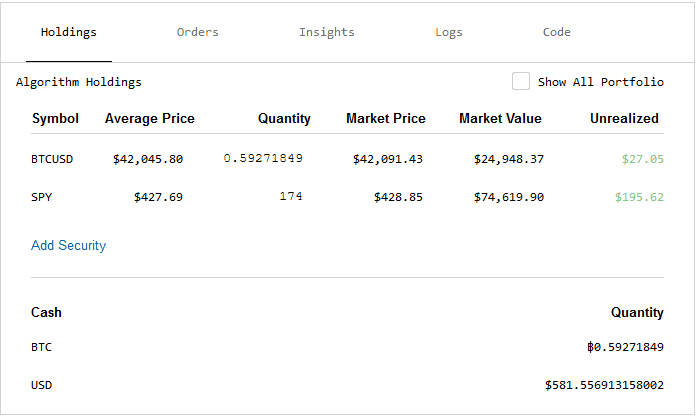 Holdings Orders Insights Logs Code
Algorithm Holdings Show All Portfolio
Symbol Average Price Quantity Market Price Market Value Unrealized
BTCUSD $42,045.80 0.59271849 $42,091.43 $24,948.37 $27.05
SPY $427.69 174 $428.85 $74,619.90 $195.62
Add Security
Cash Quantity
BTC ₿0.59271849
USD $581.556913158002